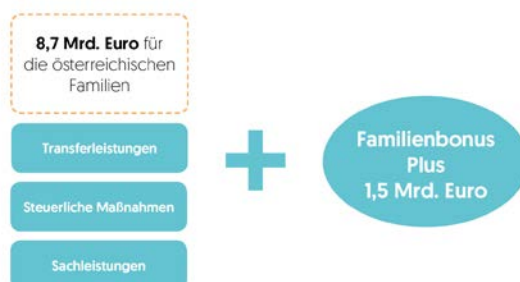 8,7 Mrd. Euro für
die österreichischen
Familien
Transferleistungen
Steuerliche Maßnahmen
Sachleistungen
+
Familienbonus
Plus
1,5 Mrd. Euro